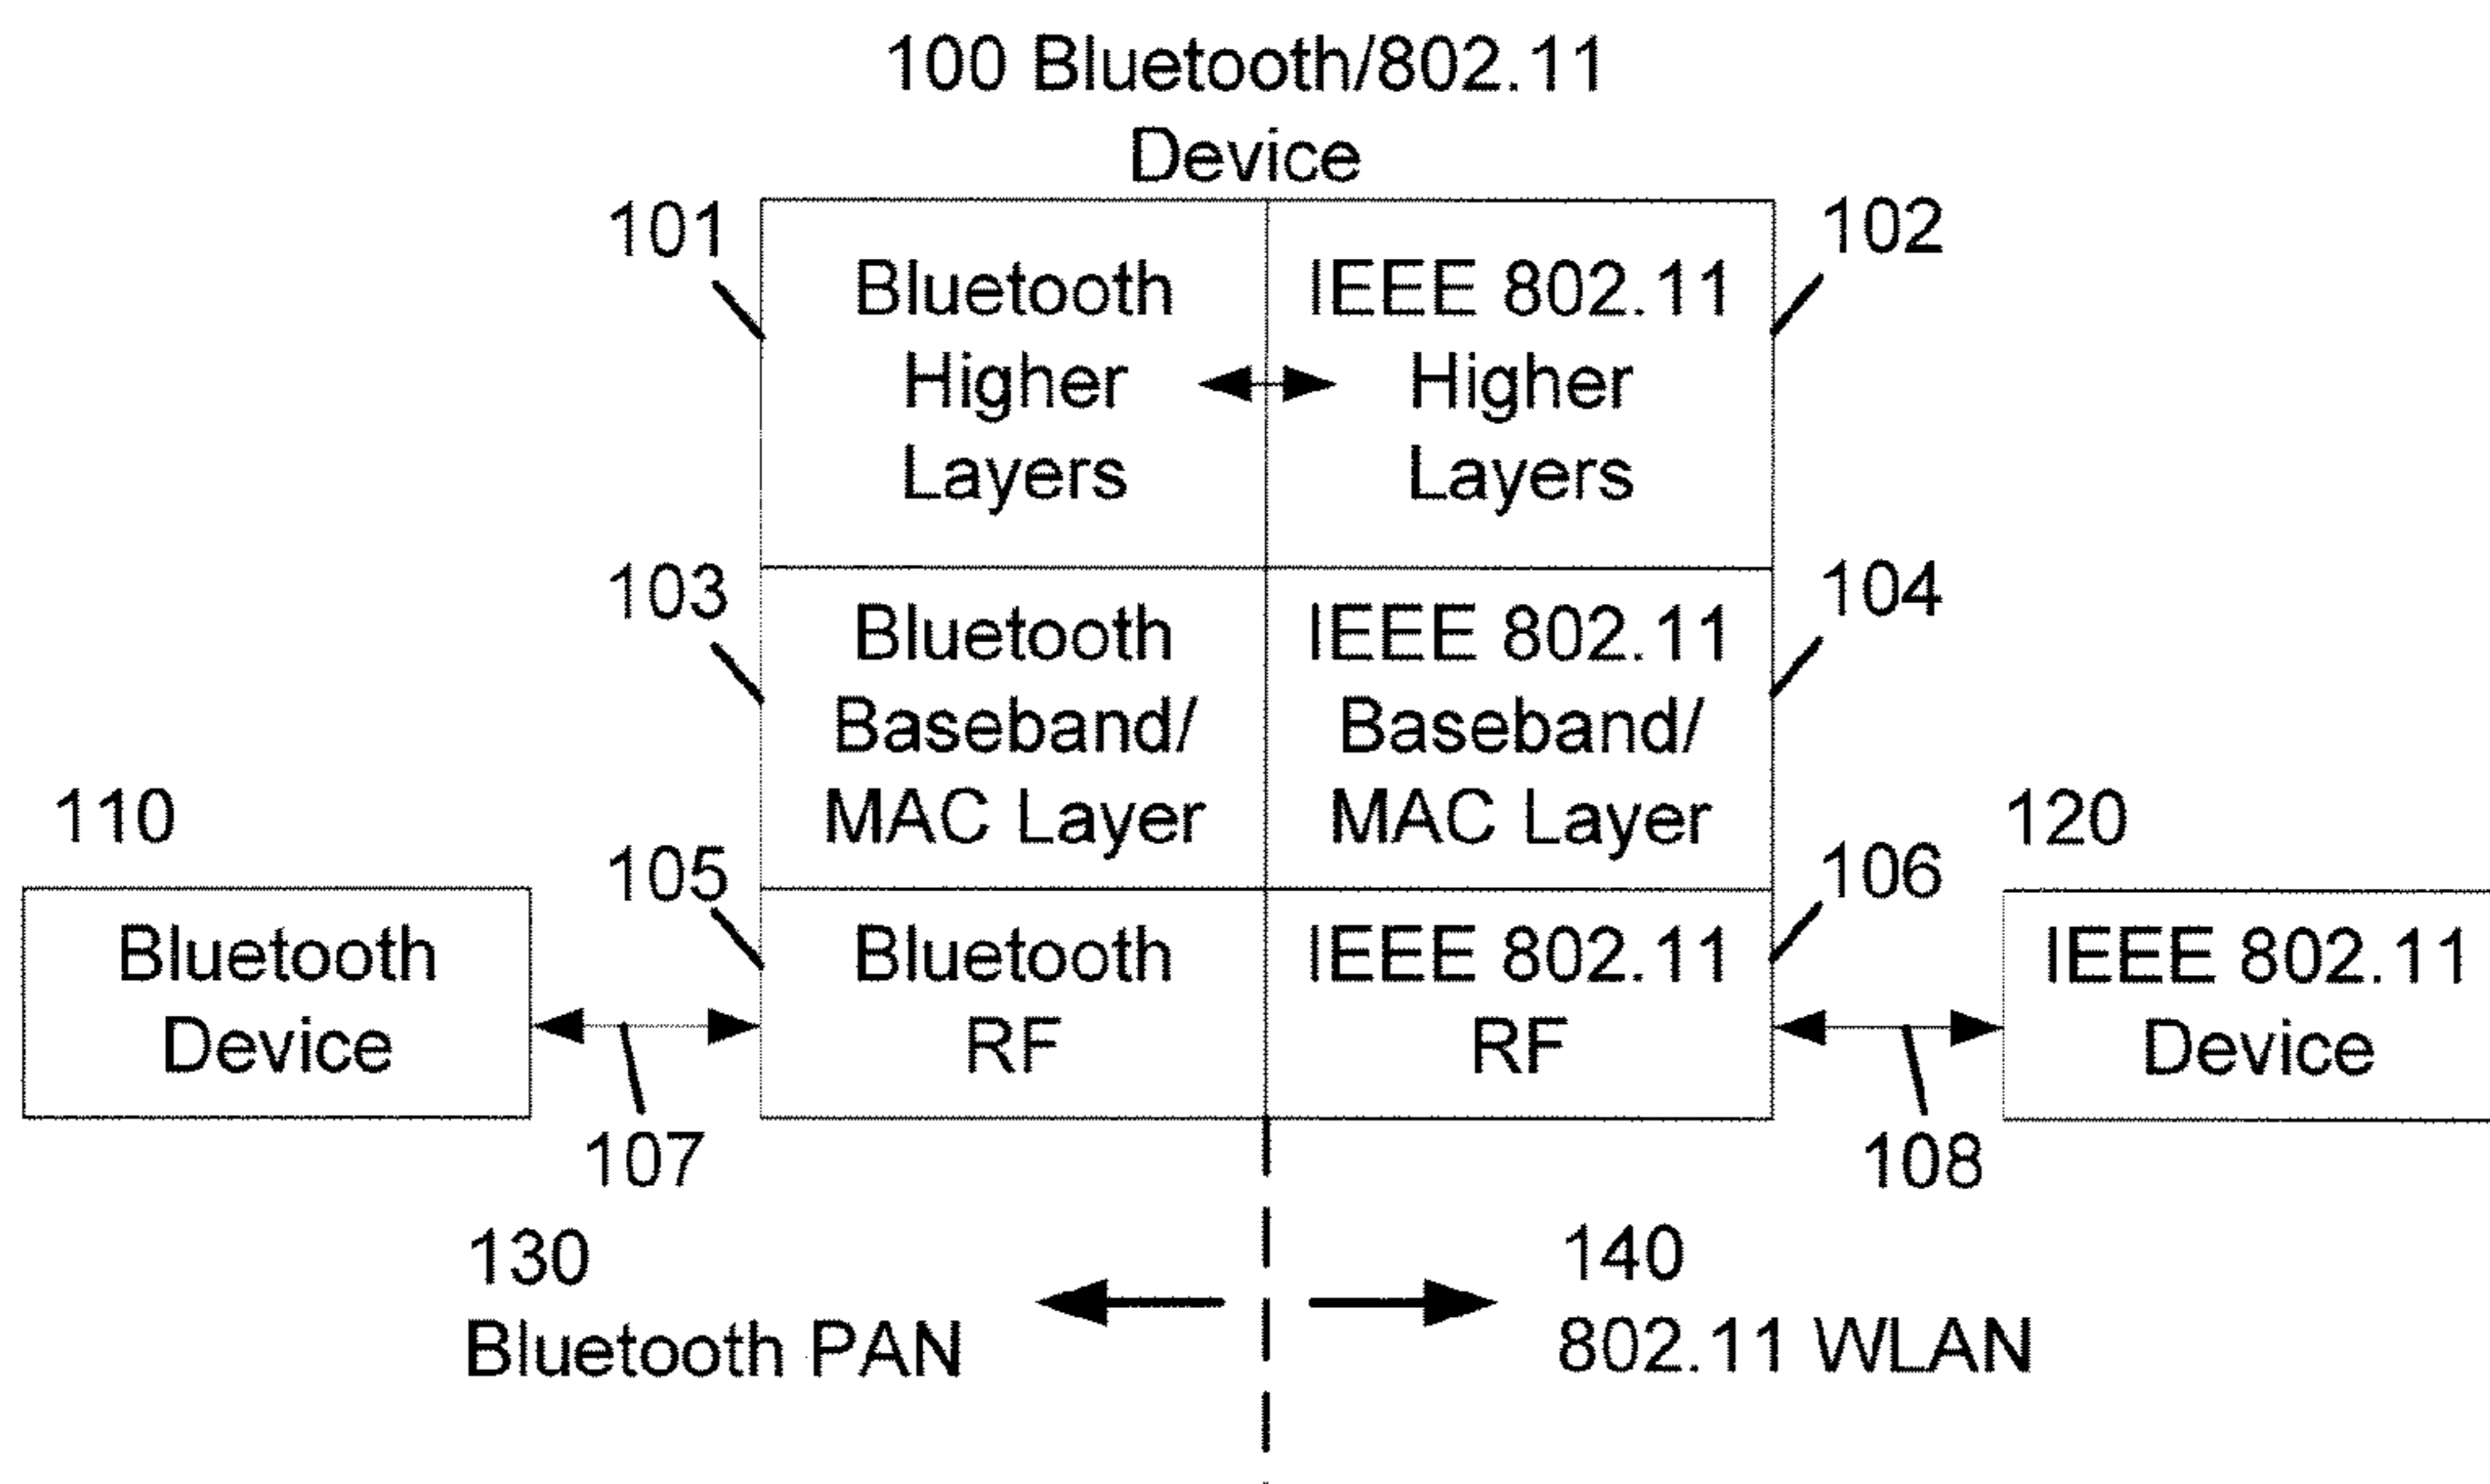 100 Bluetooth/802.11
Device
101
102
Bluetooth
Higher
Layers
IEEE 802.11
Higher
Layers
103
104
Bluetooth
Baseband/
MAC Layer
IEEE 802.11
Baseband/
MAC Layer
110
105
106
120
Bluetooth
Device
Bluetooth
RF
IEEE 802.11
RF
IEEE 802.11
Device
107
108
130
Bluetooth PAN
140
802.11 WLAN